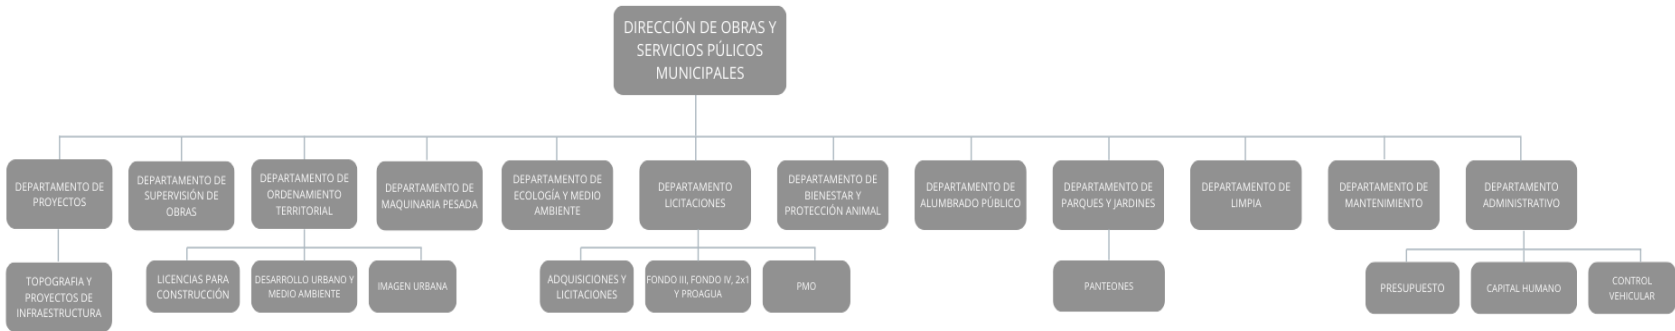 DIRECCIÓN DE OBRAS Y
SERVICIOS PÚLICOS
MUNICIPALES
DEPARTAMENTO DE
PROYECTOS
DEPARTAMENTO DE
SUPERVISIÓN DE
OBRAS
DEPARTAMENTO DE
ORDENAMIENTO
TERRITORIAL
DEPARTAMENTO DE
MAQUINARIA PESADA
DEPARTAMENTO DE
ECOLOGÍA Y MEDIO
AMBIENTE
DEPARTAMENTO
LICITACIONES
DEPARTAMENTO DE
BIENESTAR Y
PROTECCIÓN ANIMAL
DEPARTAMENTO DE
ALUMBRADO PÚBLICO
DEPARTAMENTO DE
PARQUES Y JARDINES
DEPARTAMENTO DE
LIMPIA
DEPARTAMENTO DE
MANTENIMIENTO
DEPARTAMENTO
ADMINISTRATIVO
TOPOGRAFIA Y
PROYECTOS DE
INFRAESTRUCTURA
LICENCIAS PARA
CONSTRUCCIÓN
DESARROLLO URBANO Y
MEDIO AMBIENTE
IMAGEN URBANA
ADQUISICIONES Y
LICITACIONES
FONDO III, FONDO IV, 2x1
Y PROAGUA
PMO
PANTEONES
PRESUPUESTO
CAPITAL HUMANO
CONTROL
VEHICULAR